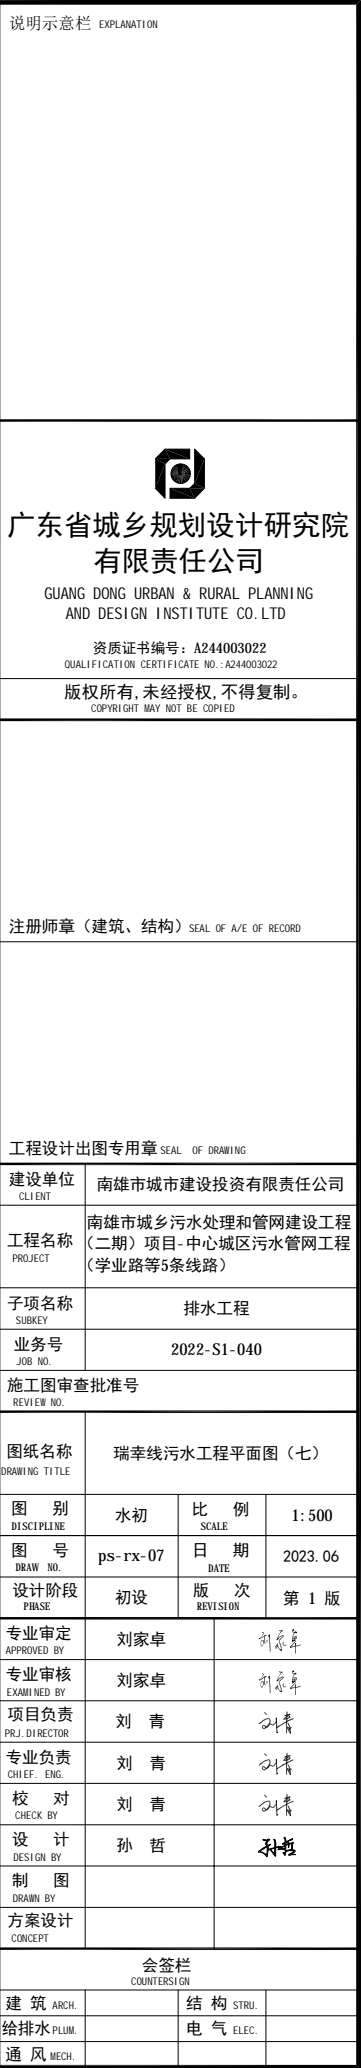 说明示意栏 EXPLANATION
广东省城乡规划设计研究院
有限责任公司
GUANG DONG URBAN & RURAL PLANNING
AND DESIGN INSTITUTE CO.LTD
资质证书编号: A244003022
QUALIFICATION CERTIFICATE NO.:A244003022
版权所有,未经授权,不得复制。
COPYRIGHT MAY NOT BE COPIED
注册师章（建筑、结构）SEAL OF A/E OF RECORD
工程设计出图专用章 SEAL OF DRAWING
建设单位 南雄市城市建设投资有限责任公司
CLIENT
工程名称 南雄市城乡污水处理和管网建设工程
PROJECT （二期）项目-中心城区污水管网工程
（学业路等5条线路）
子项名称 排水工程
SUBKEY
业务号 2022-S1-040
JOB NO.
施工图审查批准号
REVIEW NO.
图纸名称 瑞幸线污水工程平面图（七）
DRAWING TITLE
图 别 水初 比 例 1:500
DISCIPLINE SCALE
图 号 ps-rx-07 日 期 2023.06
DRAW NO. DATE
设计阶段 初设 版 次 第 1 版
PHASE REVISION
专业审定 刘家卓 刘家卓
APPROVED BY
专业审核 刘家卓 刘家卓
EXAMINED BY
项目负责 刘 青 刘青
PRJ.DIRECTOR
专业负责 刘 青 刘青
CHIEF. ENG.
校 对 刘 青 刘青
CHECK BY
设 计 孙 哲 孙哲
DESIGN BY
制 图
DRAWN BY
方案设计
CONCEPT
会签栏
COUNTERSIGN
建 筑 ARCH. 结 构 STRU.
给排水 PLUM. 电 气 ELEC.
通 风 MECH.